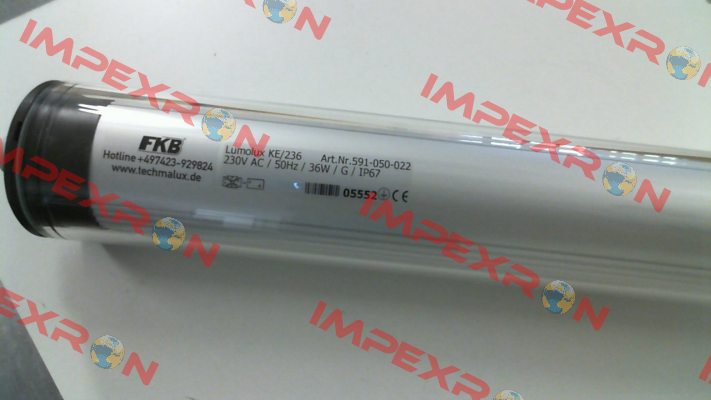 FKB
Hotline +497423-929824
www.techmalux.de
Lumolux KE/236 Art.Nr.591-050-022
230V AC / 50Hz / 36W / G / IP67
05552 CE
IMPEXRON
IMPEXRON
IMPEXRON
IMPEXRON
IMPEXRON
IMPEXRON
IMPEXRON